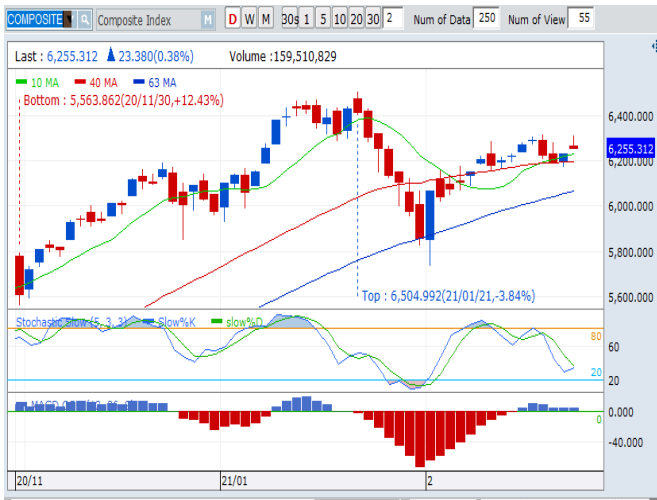 COMPOSITE Composite Index M D W M 30s 1 5 10 20 30 2 Num of Data 250 Num of View 55
Last : 6,255.312 ▲ 23.380(0.38%) Volume :159,510,829
10 MA 40 MA 63 MA
Bottom : 5,563.862(20/11/30,+12.43%)
6,400.000
6,255.312
6,200.000
6,000.000
5,800.000
Top : 6,504.992(21/01/21,-3.84%)
5,600.000
Stochastic Slow (5, 3, 3) Slow%K slow%D
80
60
20
20
MACD
0.000
0
-40.000
20/11 21/01 2